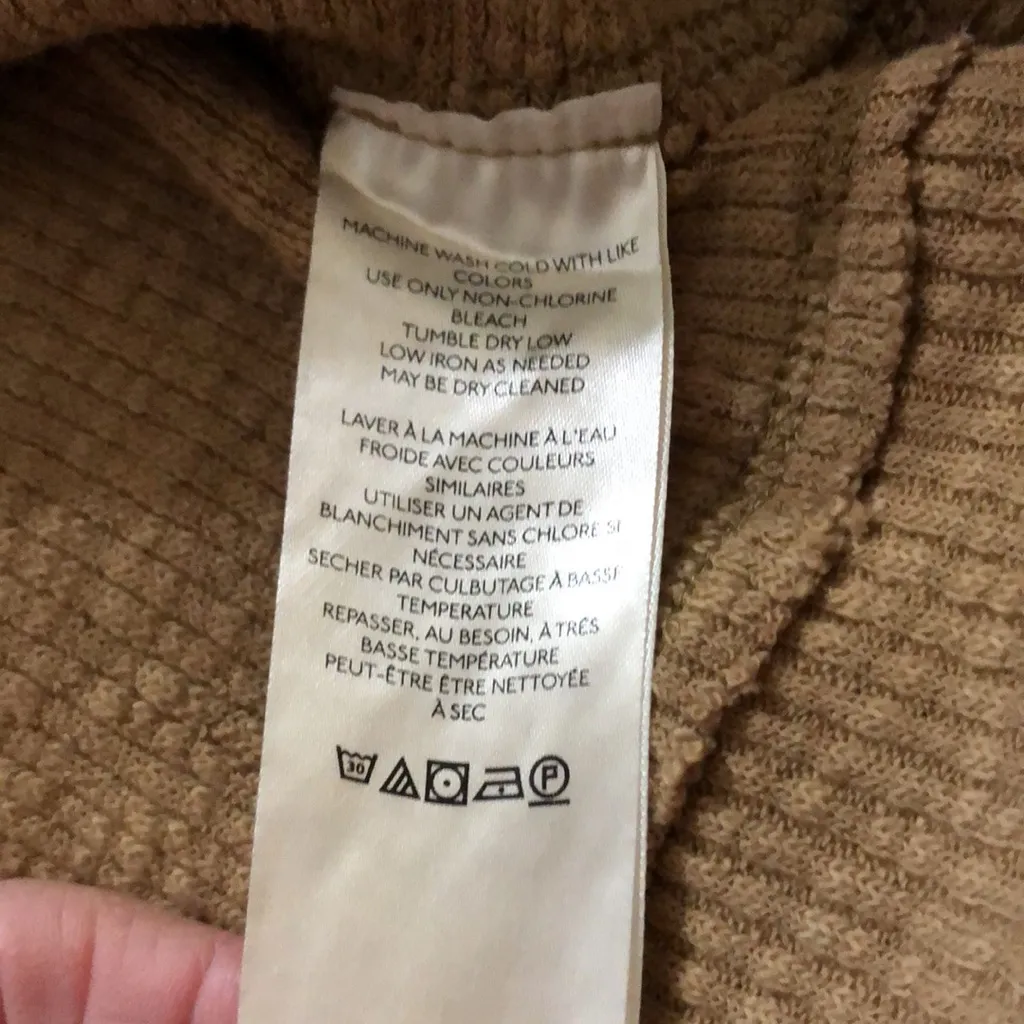 MACHINE WASH COLD WITH LIKE
COLORS
USE ONLY NON-CHLORINE
BLEACH
TUMBLE DRY LOW
LOW IRON AS NEEDED
MAY BE DRY CLEANED
LAVER À LA MACHINE À L'EAU
FROIDE AVEC COULEURS
SIMILAIRES
UTILISER UN AGENT DE
BLANCHIMENT SANS CHLORE SI
NÉCESSAIRE
SECHER PAR CULBUTAGE À BASSE
TEMPERATURE
REPASSER, AU BESOIN, À TRÉS
BASSE TEMPÉRATURE
PEUT-ÊTRE ÊTRE NETTOYÉE
À SEC
30 P